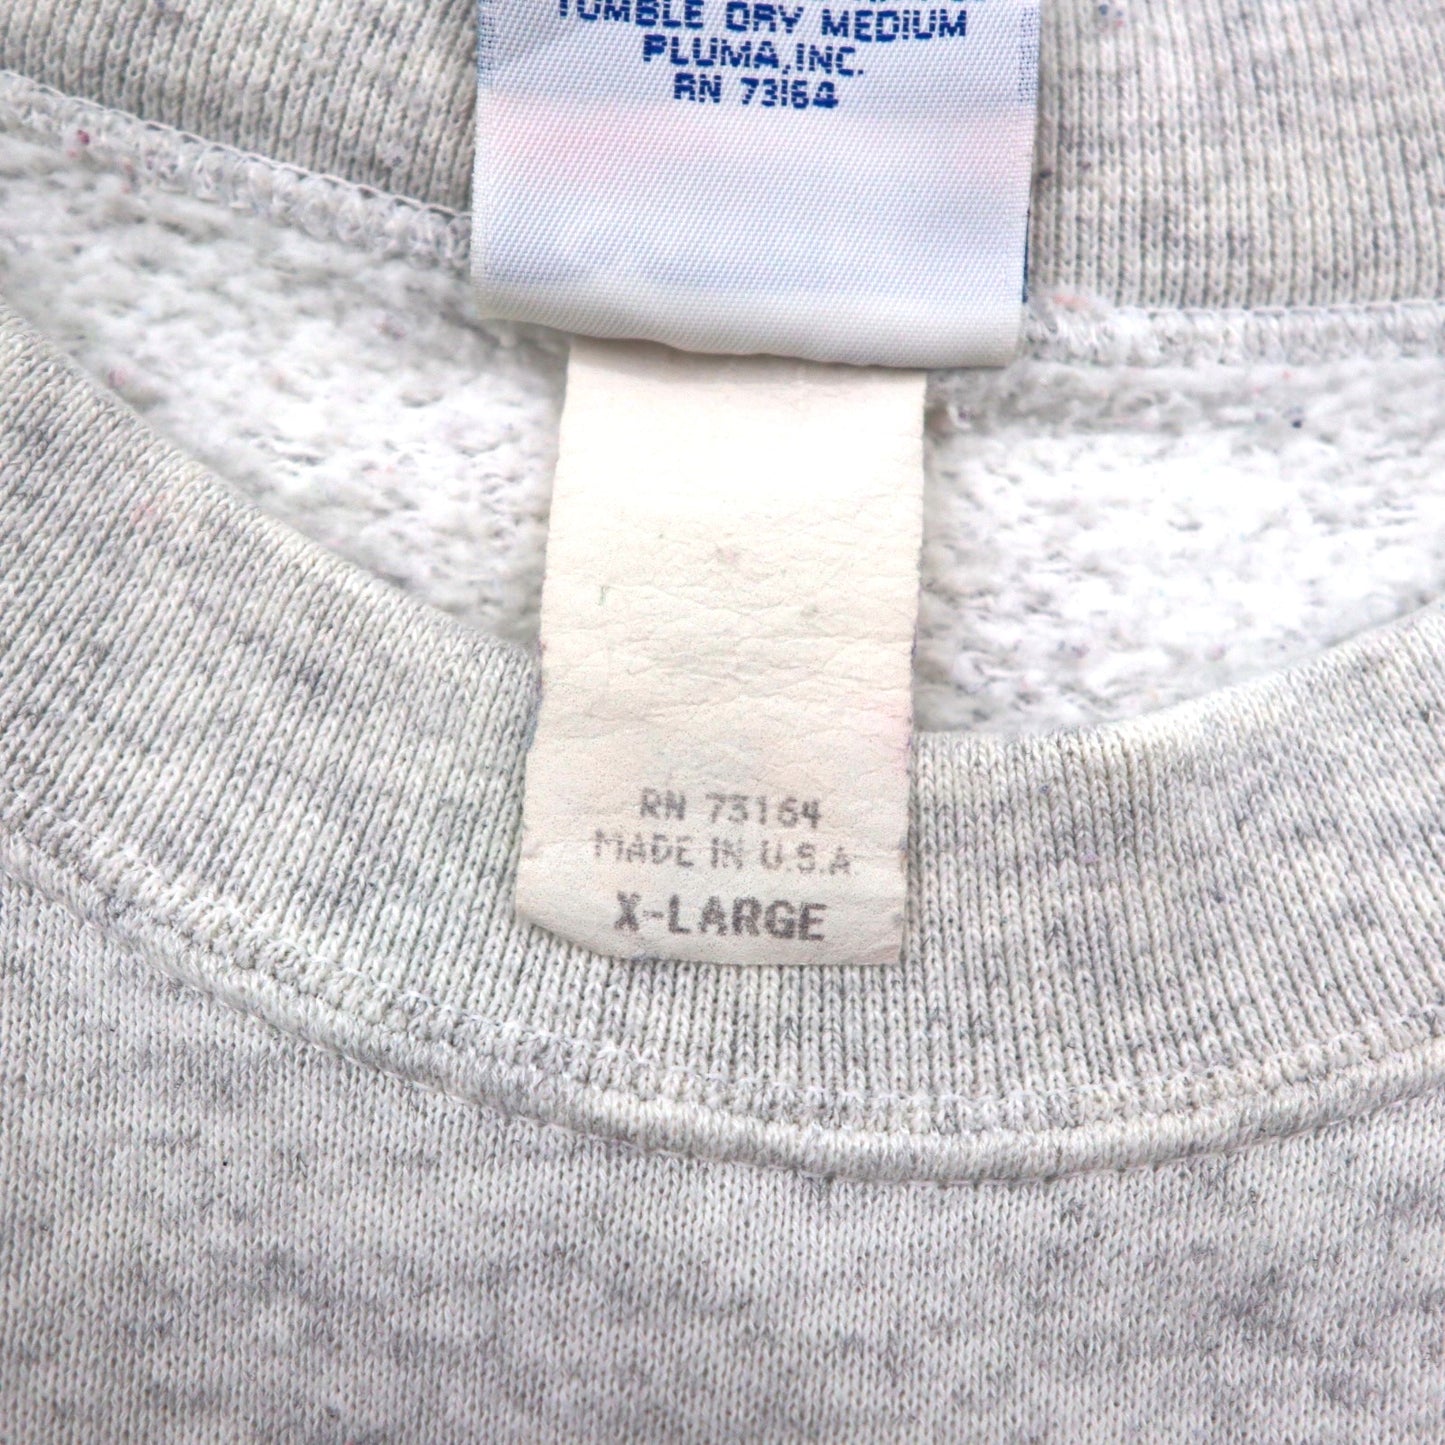 TUMBLE DRY MEDIUM
PLUMA, INC.
RN 73164
RN 73164
MADE IN U.S.A.
X-LARGE